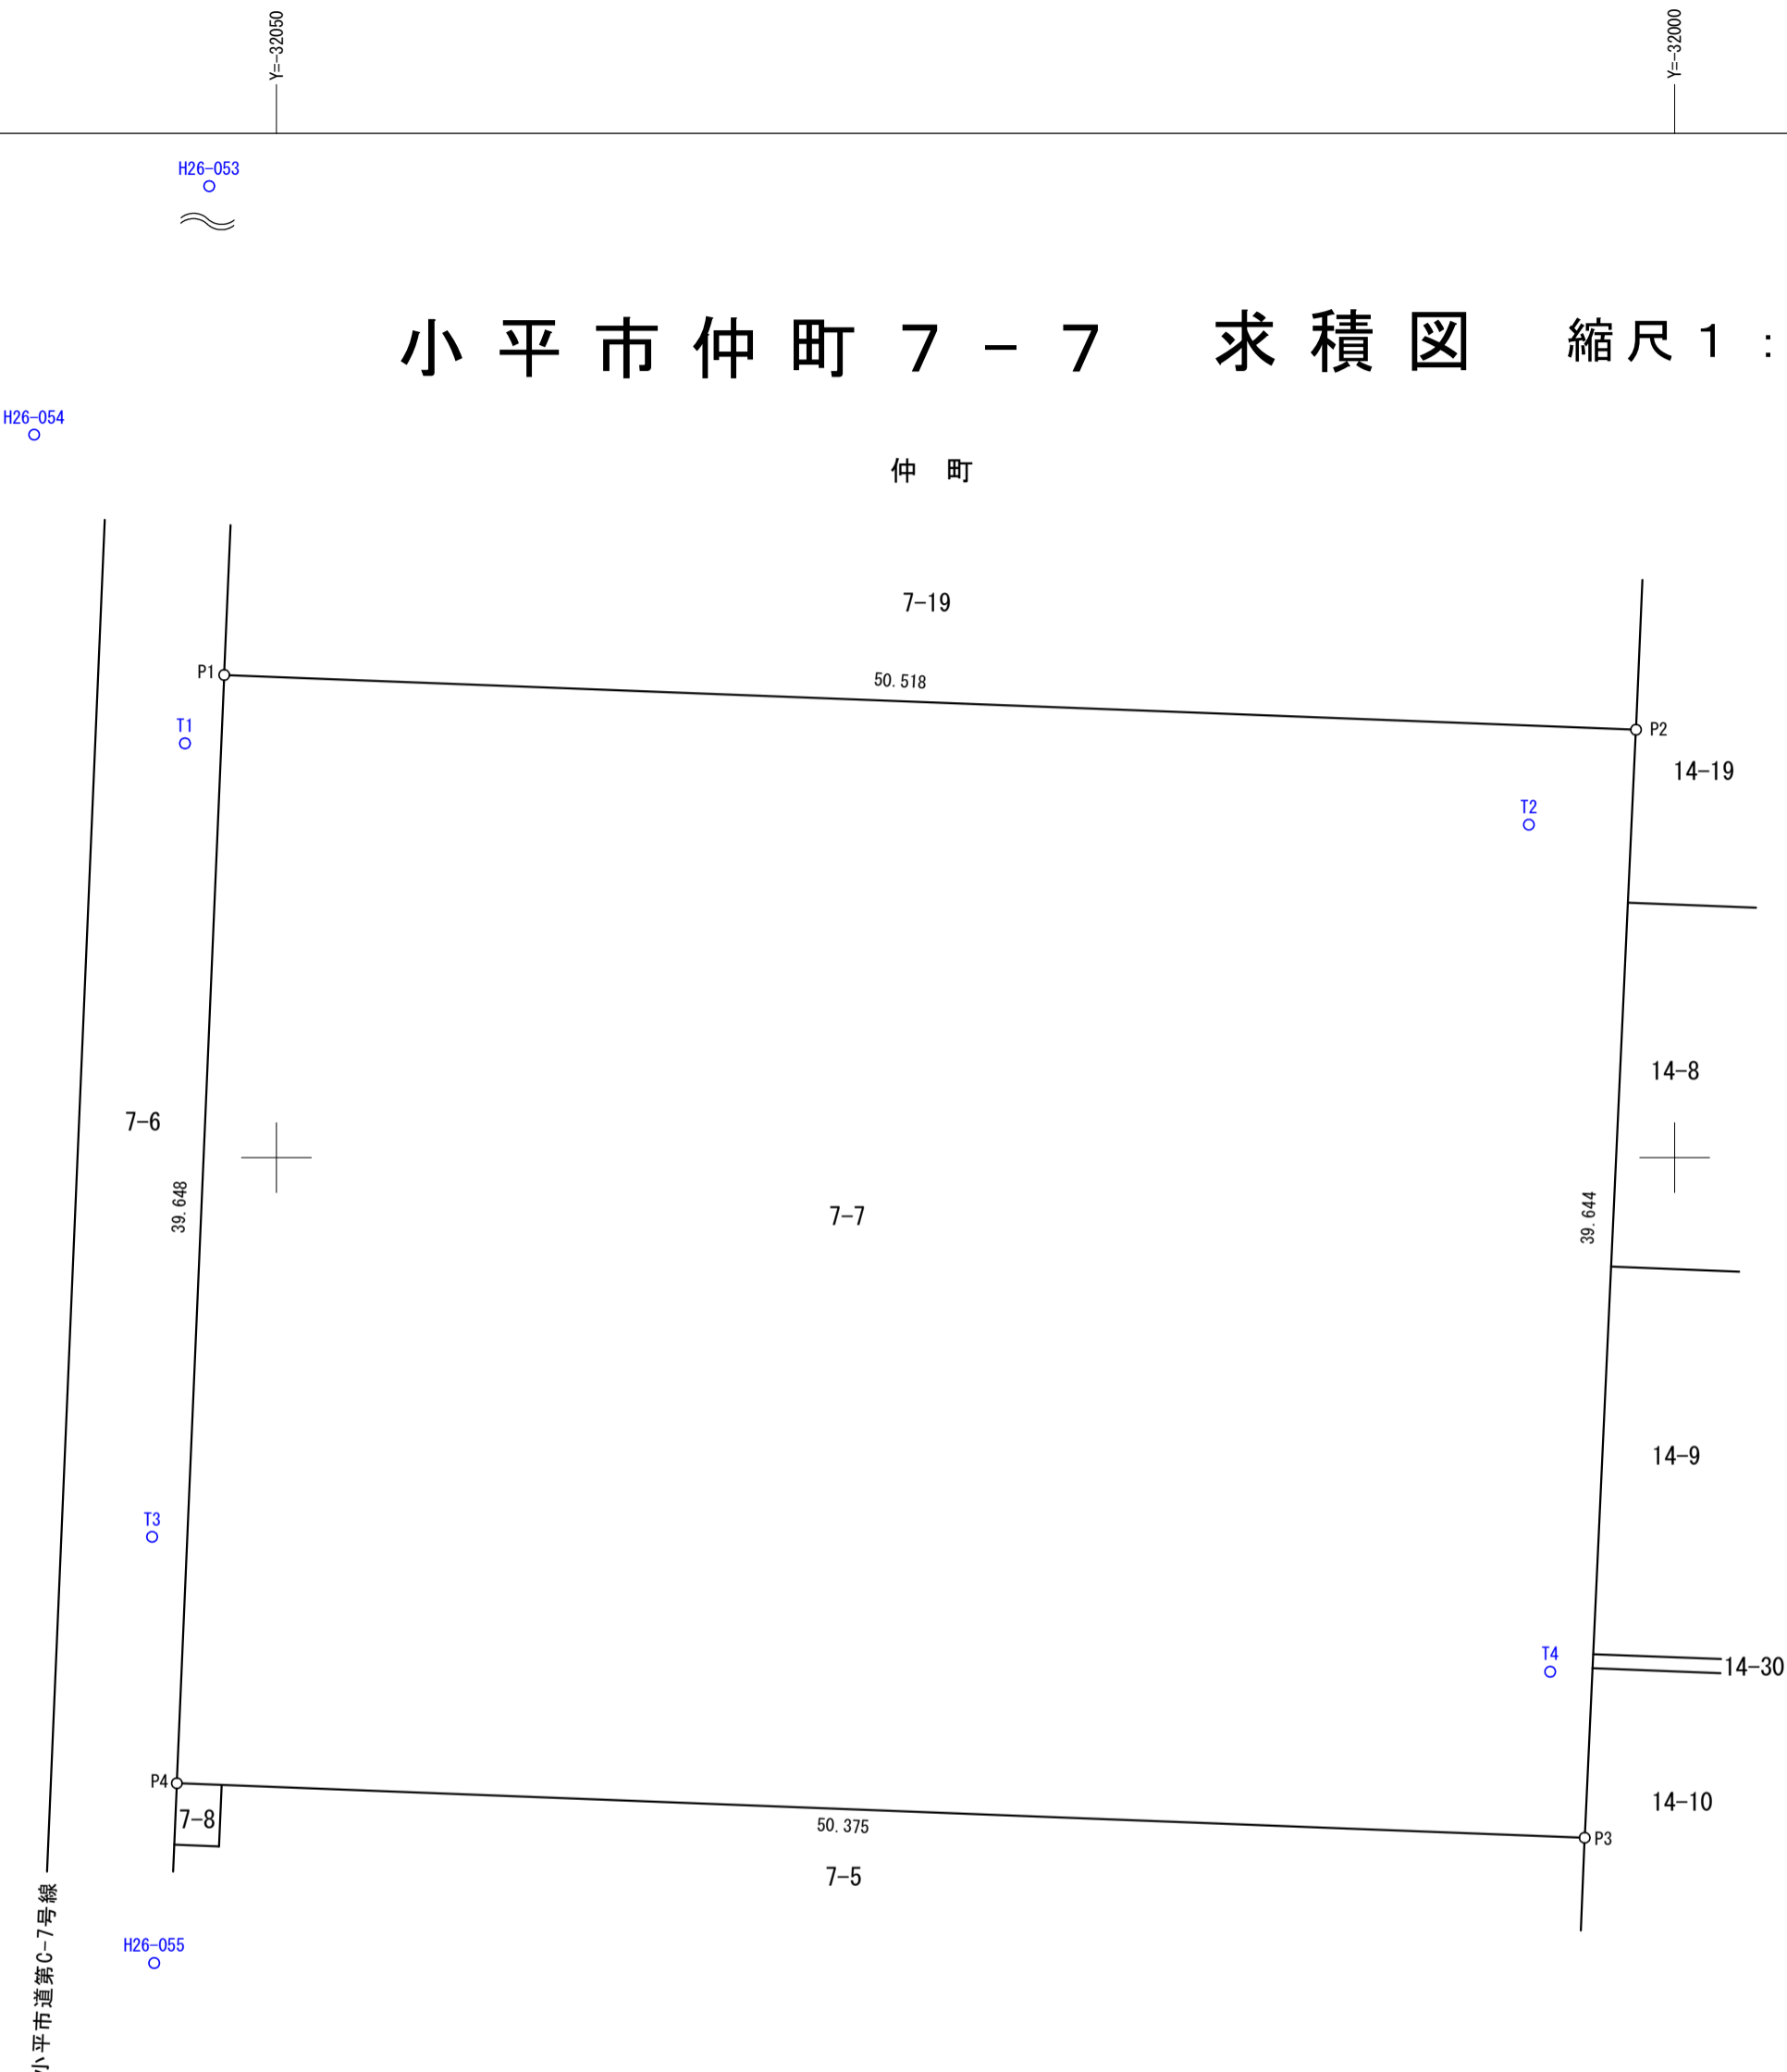 Y=-32050
Y=-32000
H26-053
小平市仲町７－７　求積図　縮尺１：
H26-054
仲町
7-19
P1
50.518
T1
P2
14-19
T2
14-8
7-6
39.648
7-7
39.644
14-9
T3
T4
14-30
P4
7-8
14-10
50.375
P3
7-5
小平市道第C-7号線
H26-055